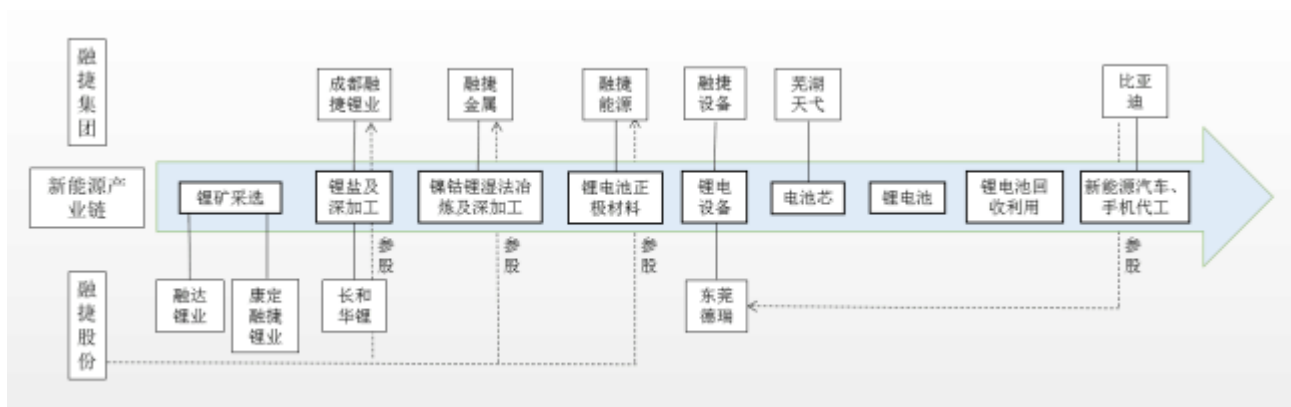 融
捷
集
团
成都融
捷锂业
融捷
金属
融捷
能源
融捷
设备
芜湖
天弋
比亚
迪
新能源产
业链
锂矿采选
锂盐及
深加工
镍钴锂湿法冶
炼及深加工
锂电池正
极材料
锂电
设备
电池芯
锂电池
锂电池回
收利用
新能源汽车、
手机代工
参
股
参
股
参
股
参
股
融
捷
股
份
融达
锂业
康定
融捷
锂业
长和
华锂
东莞
德瑞